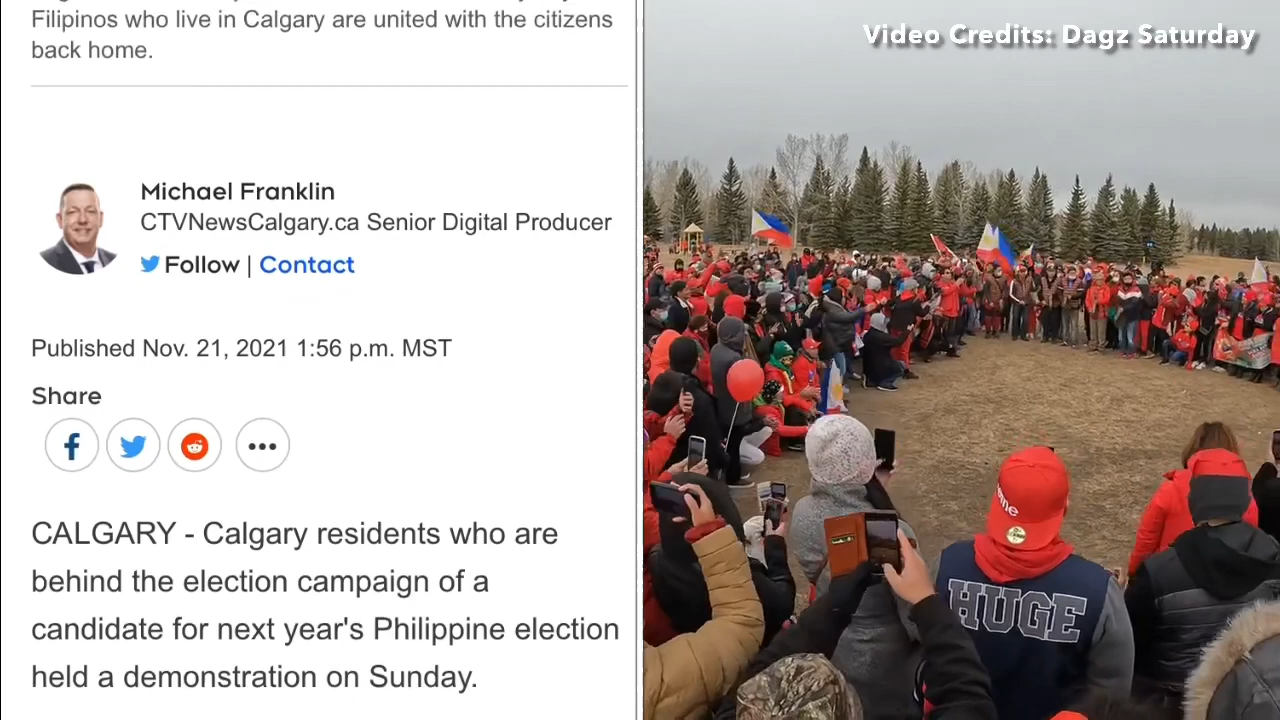 Filipinos who live in Calgary are united with the citizens
back home.
Michael Franklin
CTVNewsCalgary.ca Senior Digital Producer
Follow | Contact
Published Nov. 21, 2021 1:56 p.m. MST
Share
CALGARY - Calgary residents who are
behind the election campaign of a
candidate for next year's Philippine election
held a demonstration on Sunday.
Video Credits: Dagz Saturday
HUGE